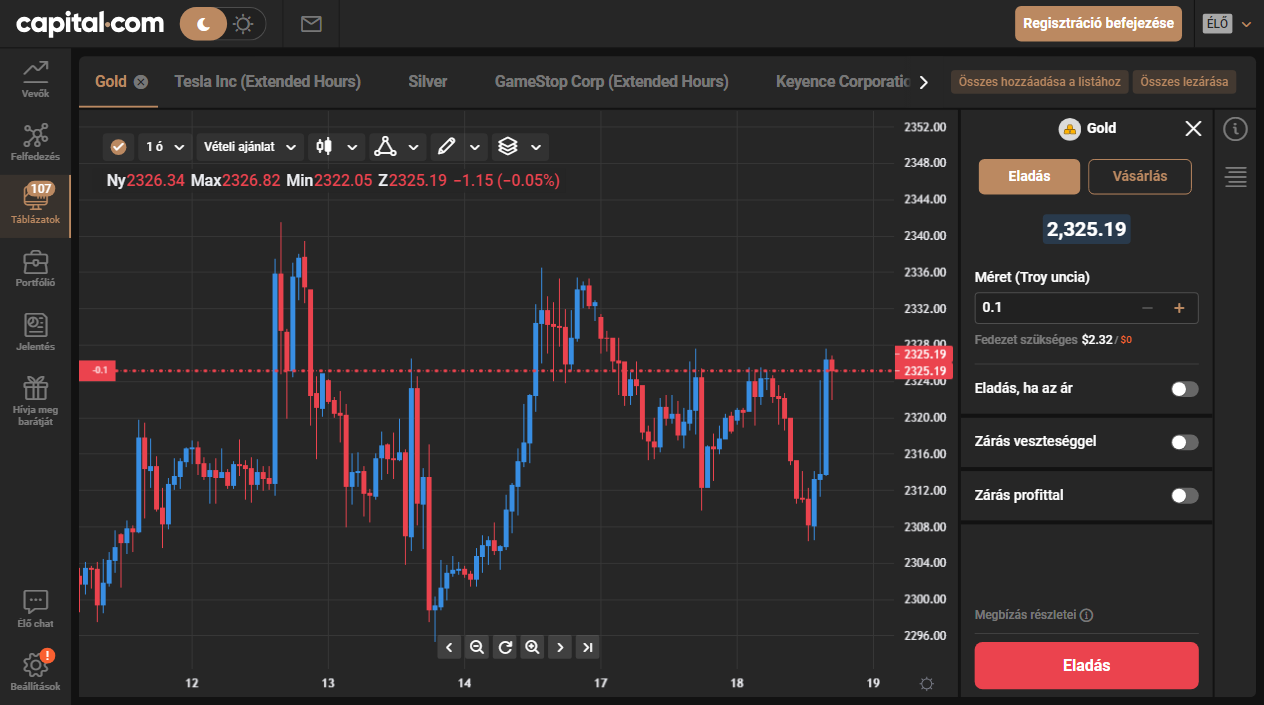 capital.com
Regisztráció befejezése
ÉLŐ
Vevők
Felfedezés
107
Táblázatok
Portfólió
Jelentés
Hívja meg
barátját
Élő chat
!
Beállítások
Gold
Tesla Inc (Extended Hours)
Silver
GameStop Corp (Extended Hours)
Keyence Corporatic
Összes hozzáadása a listához
Összes lezárása
1 ó
Vételi ajánlat
Ny2326.34 Max2326.82 Min2322.05 Z2325.19 −1.15 (−0.05%)
-0.1
2352.00
2348.00
2344.00
2340.00
2336.00
2332.00
2328.00
2325.19
2325.19
2324.00
2320.00
2316.00
2312.00
2308.00
2304.00
2300.00
2296.00
12
13
14
17
18
19
Gold
Eladás
Vásárlás
2,325.19
Méret (Troy uncia)
0.1
Fedezet szükséges $2.32 / $0
Eladás, ha az ár
Zárás veszteséggel
Zárás profittal
Megbízás részletei
Eladás